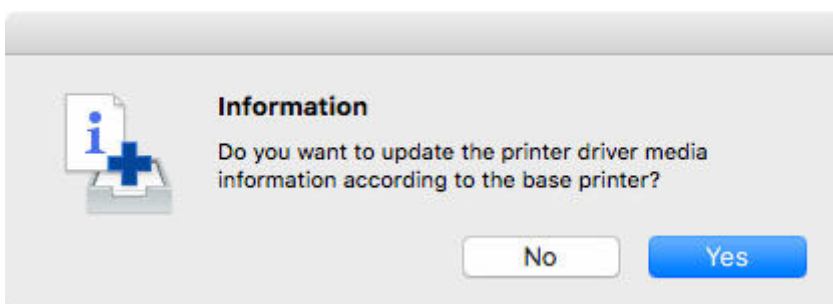 Information
Do you want to update the printer driver media
information according to the base printer?
No
Yes